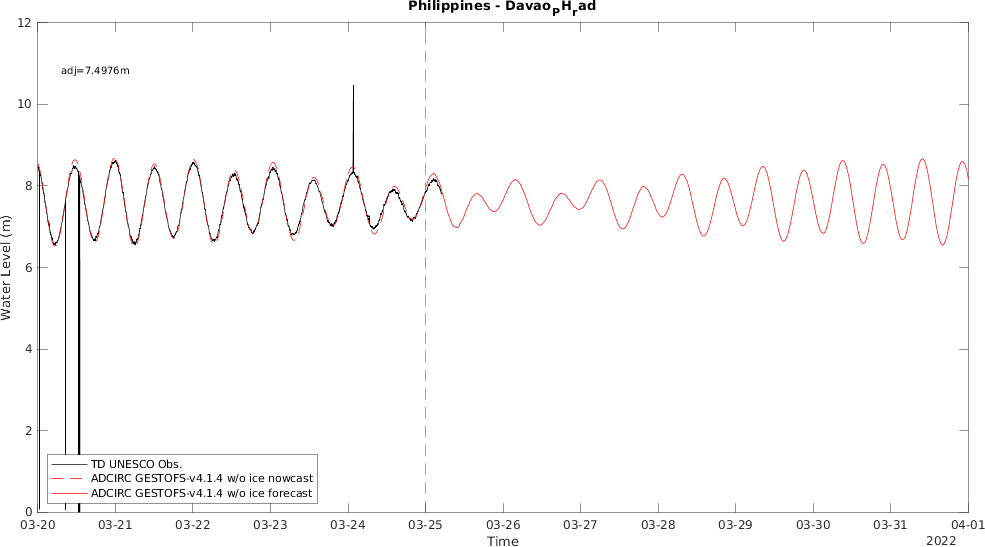 Philippines - DavaoPHrad
12
adj=7.4976m
10
8
6
4
2
0
Water Level (m)
TD UNESCO Obs.
ADCIRC GESTOFS-v4.1.4 w/o ice nowcast
ADCIRC GESTOFS-v4.1.4 w/o ice forecast
03-20 03-21 03-22 03-23 03-24 03-25 03-26 03-27 03-28 03-29 03-30 03-31 04-01
Time
2022